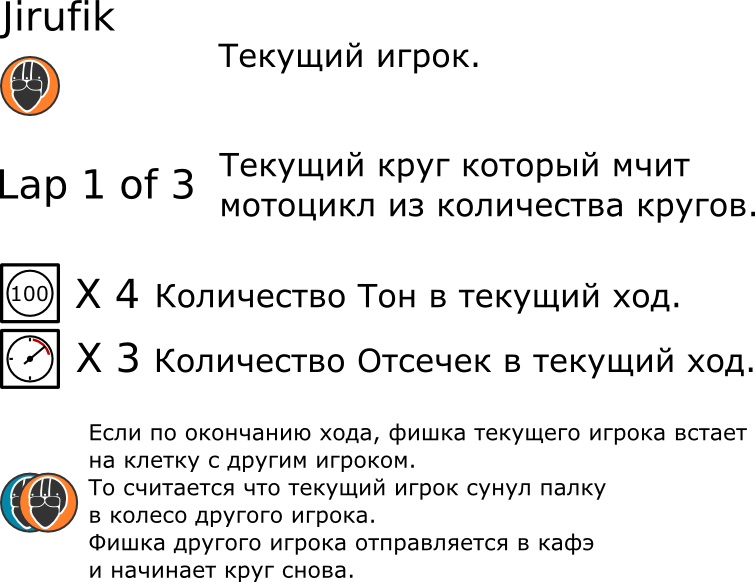 Jirufik
Текущий игрок.
Lap 1 of 3
Текущий круг который мчит
мотоцикл из количества кругов.
100 X 4 Количество Тон в текущий ход.
X 3 Количество Отсечек в текущий ход.
Если по окончанию хода, фишка текущего игрока встает
на клетку с другим игроком.
То считается что текущий игрок сунул палку
в колесо другого игрока.
Фишка другого игрока отправляется в кафэ
и начинает круг снова.